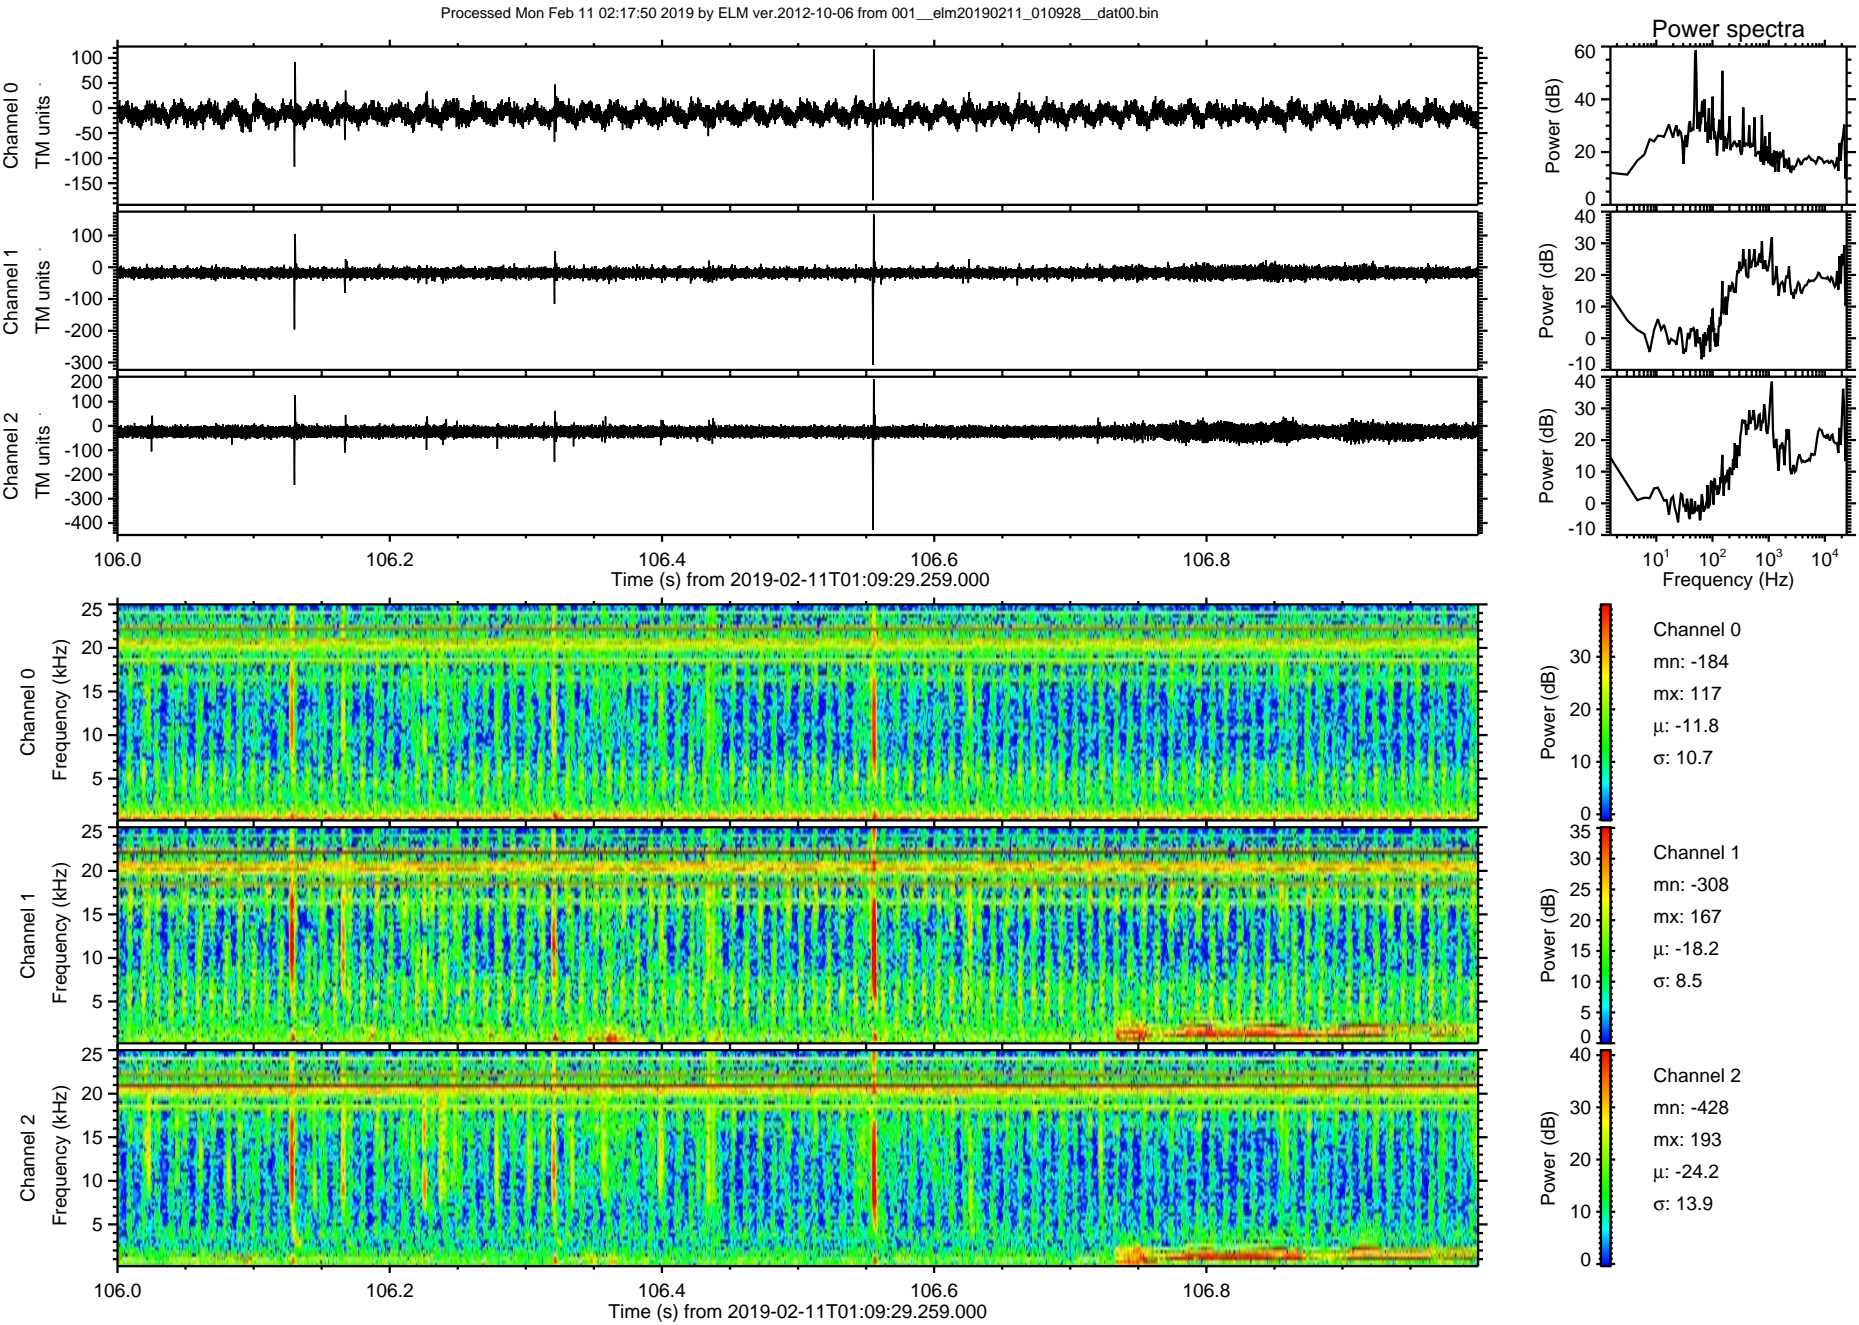 Processed Mon Feb 11 02:17:50 2019 by ELM ver.2012-10-06 from 001__elm20190211_010928__dat00.bin
Power spectra
Channel 0
TM units
100
50
0
-50
-100
-150
Power (dB)
60
40
20
0
Channel 1
TM units
100
0
-100
-200
-300
Power (dB)
40
30
20
10
0
-10
Channel 2
TM units
200
100
0
-100
-200
-300
-400
Power (dB)
40
30
20
10
0
-10
106.0 106.2 106.4 106.6 106.8
Time (s) from 2019-02-11T01:09:29.259.000
10^1 10^2 10^3 10^4
Frequency (Hz)
Channel 0
Frequency (kHz)
25
20
15
10
5
Power (dB)
30
20
10
0
Channel 0
mn: -184
mx: 117
μ: -11.8
σ: 10.7
Channel 1
Frequency (kHz)
25
20
15
10
5
Power (dB)
35
30
25
20
15
10
5
0
Channel 1
mn: -308
mx: 167
μ: -18.2
σ: 8.5
Channel 2
Frequency (kHz)
25
20
15
10
5
Power (dB)
40
30
20
10
0
Channel 2
mn: -428
mx: 193
μ: -24.2
σ: 13.9
106.0 106.2 106.4 106.6 106.8
Time (s) from 2019-02-11T01:09:29.259.000